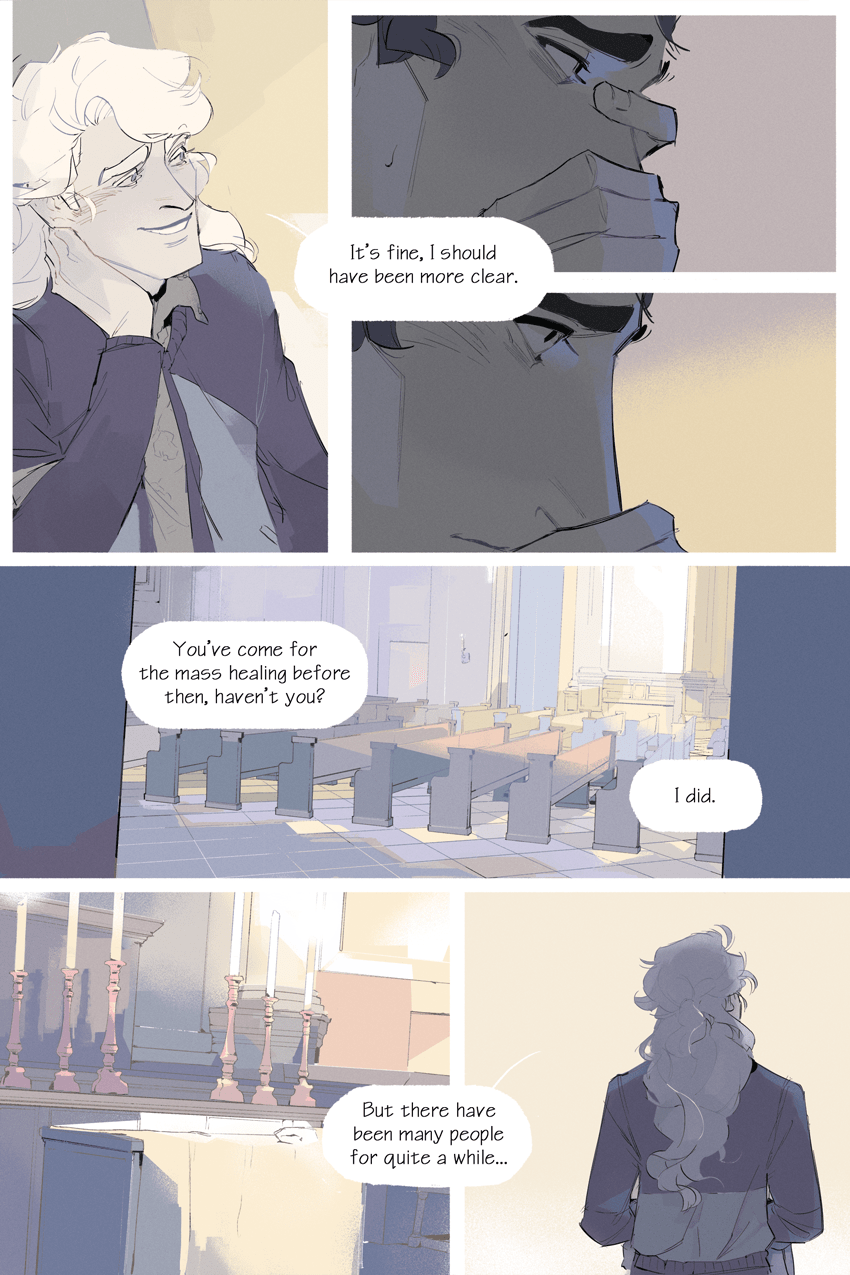 It's fine, I should
have been more clear.
You've come for
the mass healing before
then, haven't you?
I did.
But there have
been many people
for quite a while...